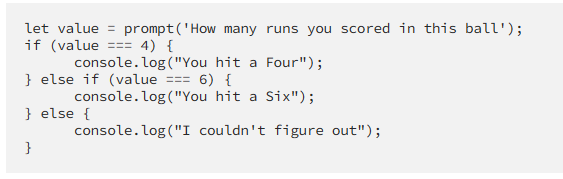 let value = prompt('How many runs you scored in this ball');
if (value === 4) {
      console.log("You hit a Four");
} else if (value === 6) {
      console.log("You hit a Six");
} else {
      console.log("I couldn't figure out");
}